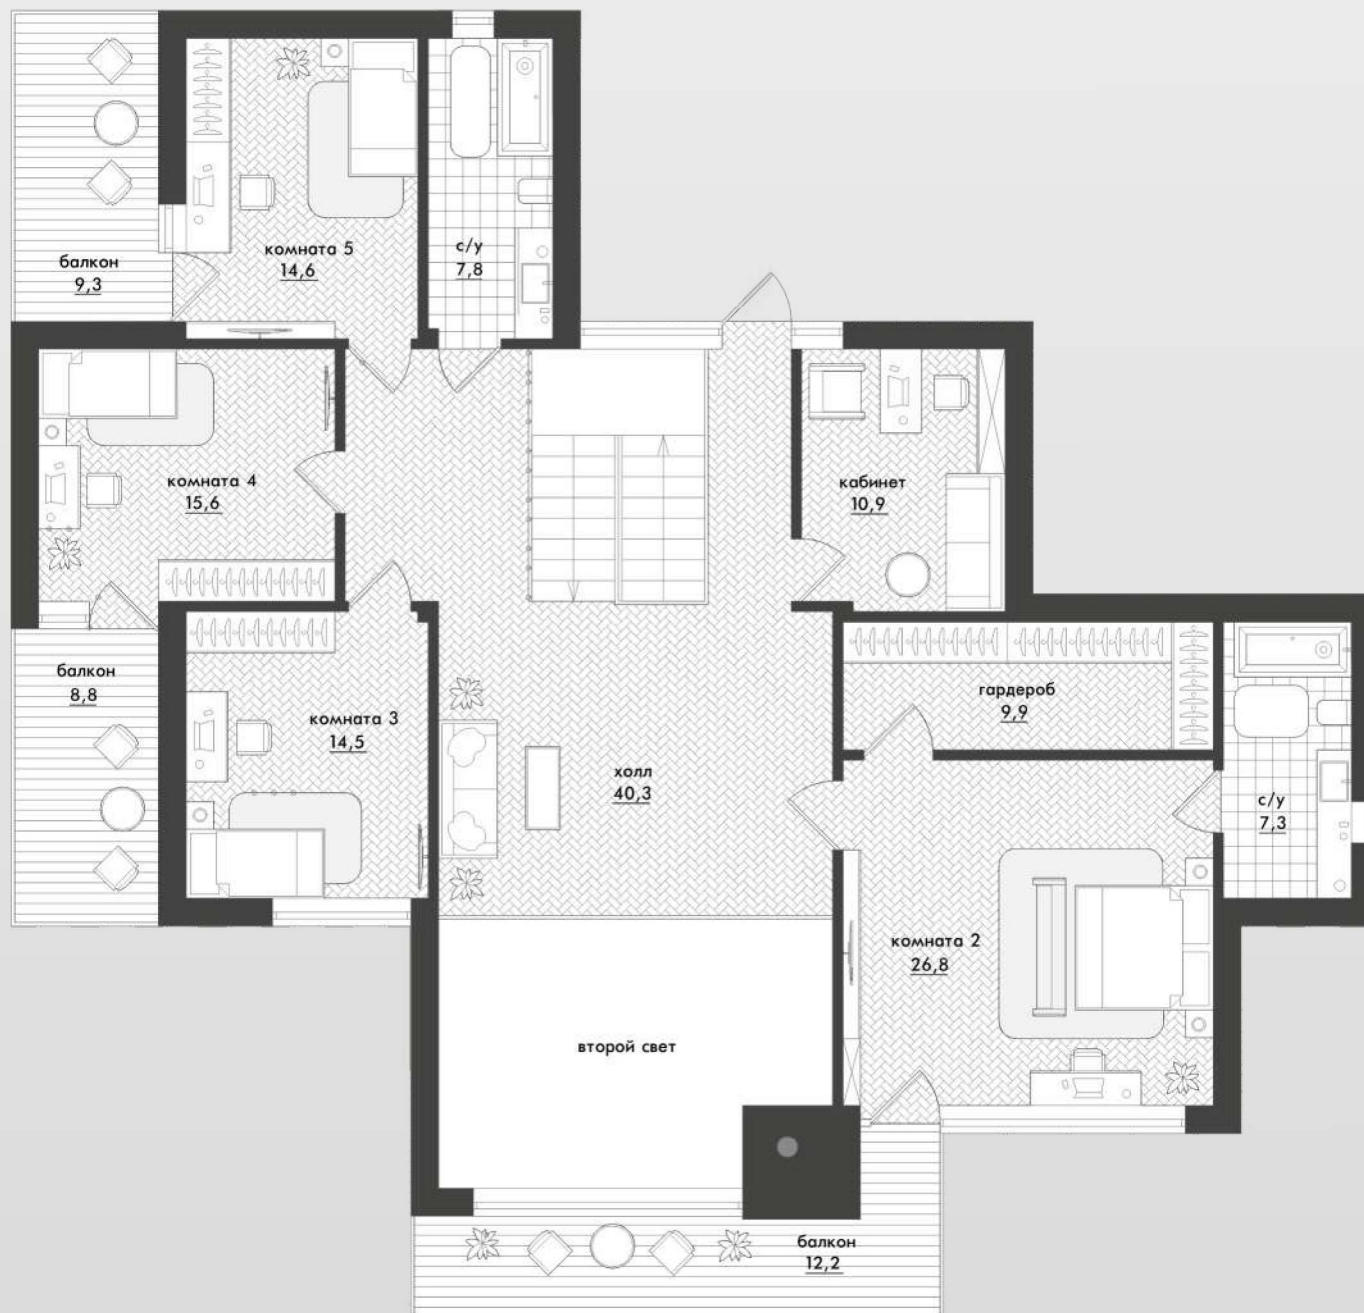 комната 5
14,6
с/у
7,8
балкон
9,3
комната 4
15,6
кабинет
10,9
балкон
8,8
комната 3
14,5
гардероб
9,9
холл
40,3
с/у
7,3
комната 2
26,8
второй свет
балкон
12,2